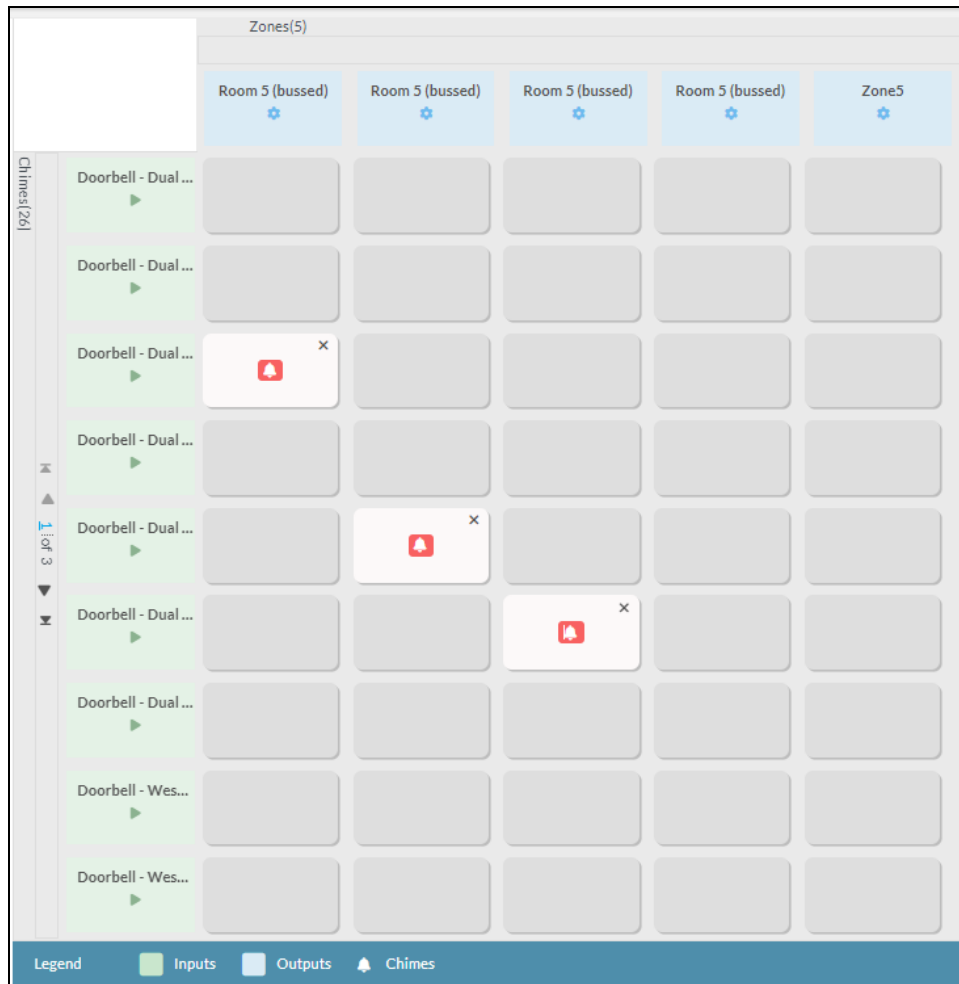 Zones(5)
Room 5 (bussed)
Room 5 (bussed)
Room 5 (bussed)
Room 5 (bussed)
Zone5
Chimes(26)
1 of 3
Doorbell - Dual ...
Doorbell - Dual ...
Doorbell - Dual ...
Doorbell - Dual ...
Doorbell - Dual ...
Doorbell - Dual ...
Doorbell - Dual ...
Doorbell - Wes...
Doorbell - Wes...
Legend
Inputs
Outputs
Chimes